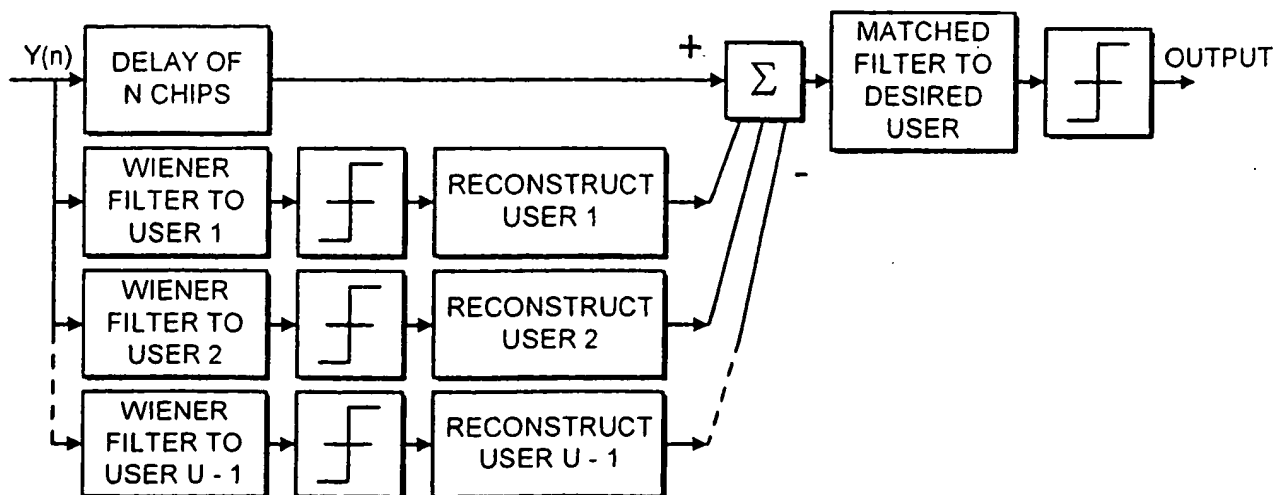 Y(n)
DELAY OF
N CHIPS
+
Σ
MATCHED
FILTER TO
DESIRED
USER
OUTPUT
-
WIENER
FILTER TO
USER 1
RECONSTRUCT
USER 1
WIENER
FILTER TO
USER 2
RECONSTRUCT
USER 2
WIENER
FILTER TO
USER U - 1
RECONSTRUCT
USER U - 1